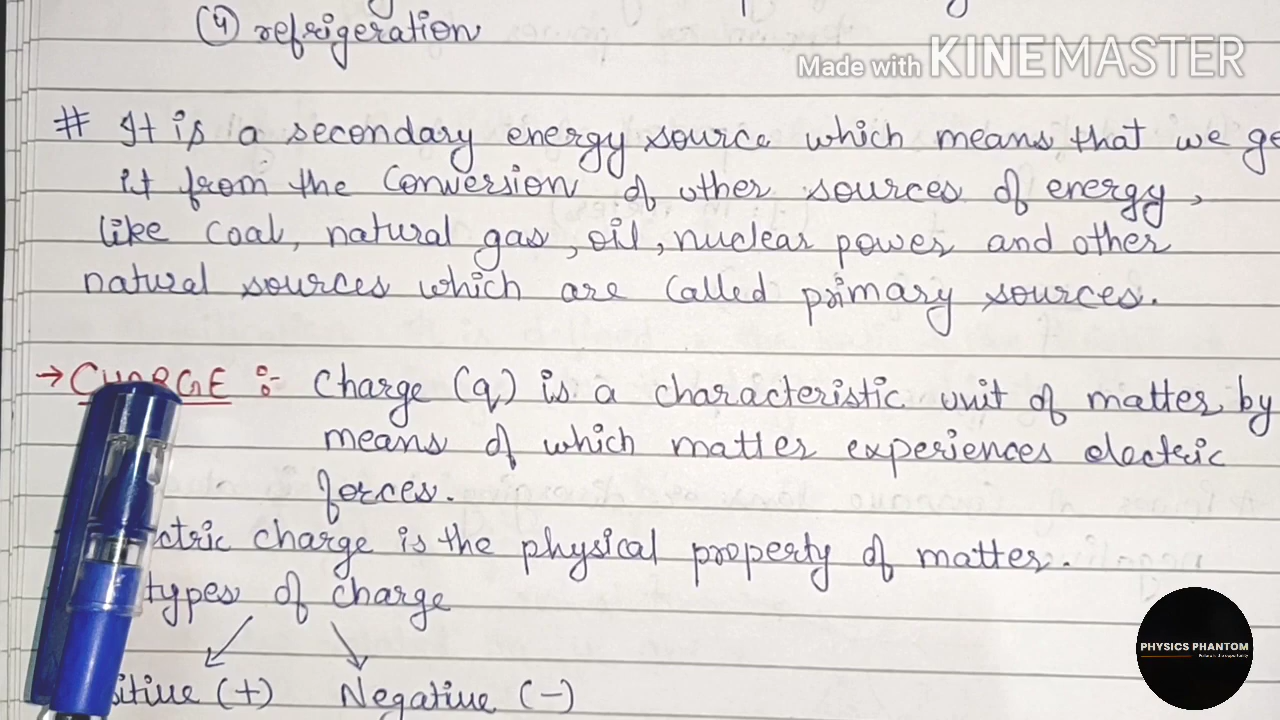 (4) refrigeration
Made with KINEMASTER
# It is a secondary energy source which means that we ge
it from the conversion of other sources of energy,
like coal, natural gas, oil, nuclear power and other
natural sources which are called primary sources.
→ CHARGE :- Charge (q) is a characteristic unit of matter by
means of which matter experiences electric
forces.
ctric charge is the physical property of matter.
types of charge
sitive (+) Negative (-)
PHYSICS PHANTOM